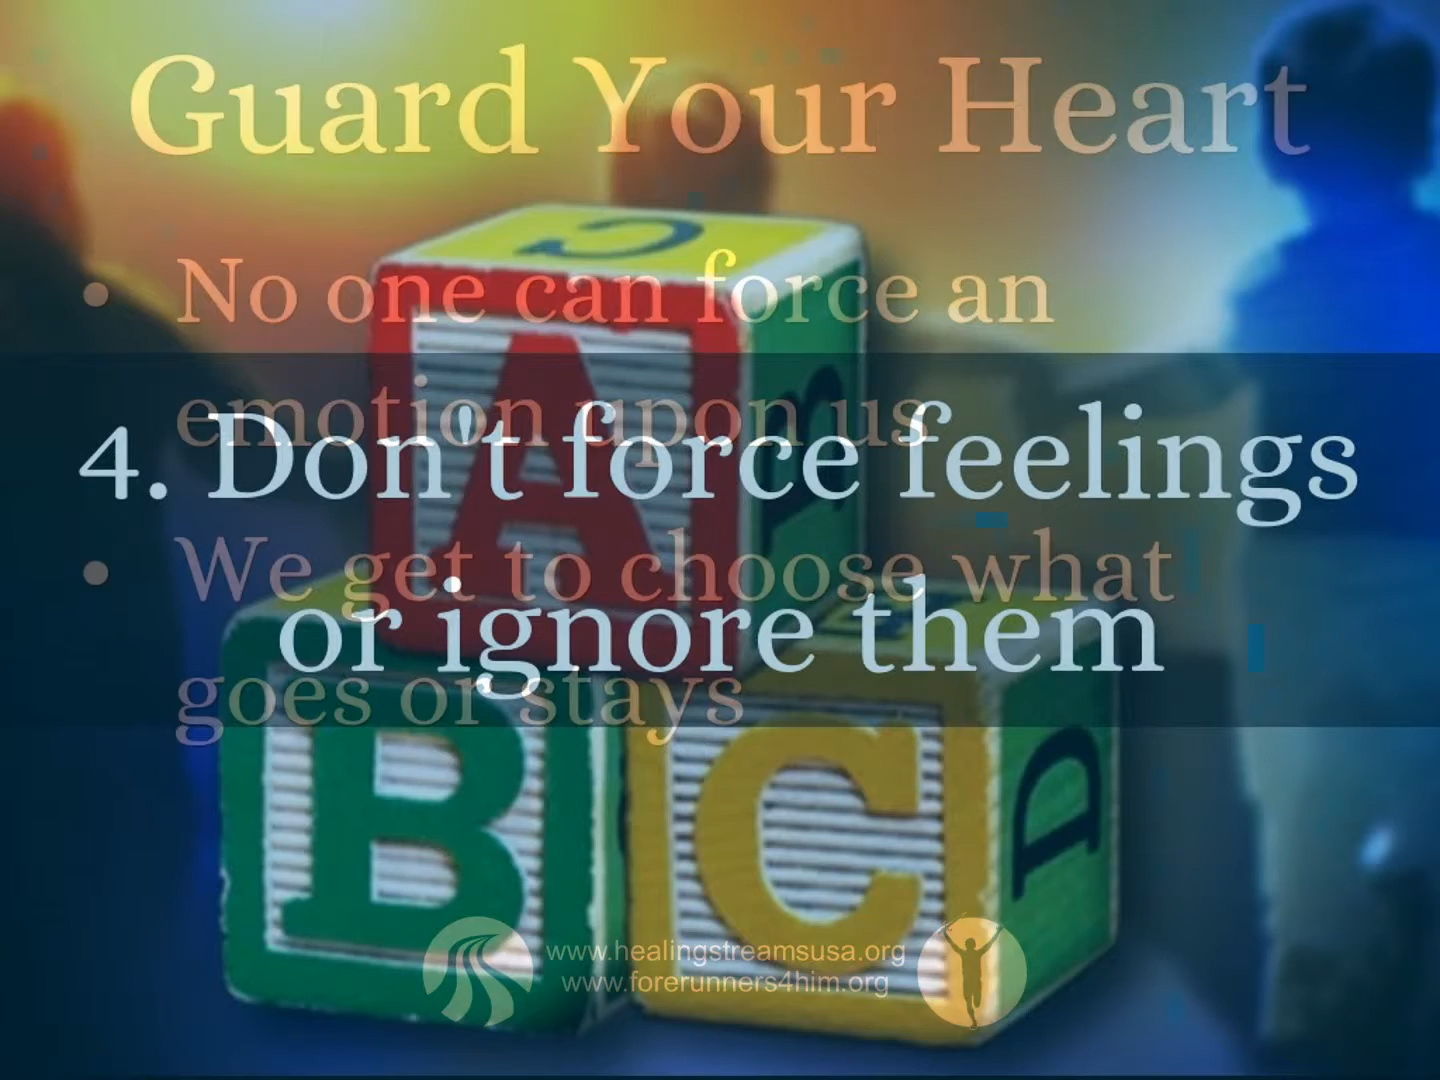 Guard Your Heart
• No one can force an
emotion upon us
4. Don't force feelings
• We get to choose what
or ignore them
goes or stays
A
B
C
D
www.healingstreamsusa.org
www.forerunners4him.org